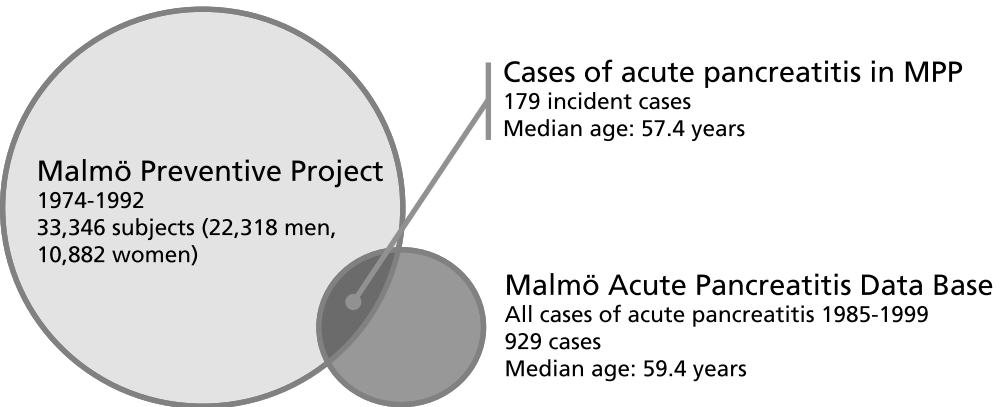 Malmö Preventive Project
1974-1992
33,346 subjects (22,318 men,
10,882 women)
Cases of acute pancreatitis in MPP
179 incident cases
Median age: 57.4 years
Malmö Acute Pancreatitis Data Base
All cases of acute pancreatitis 1985-1999
929 cases
Median age: 59.4 years